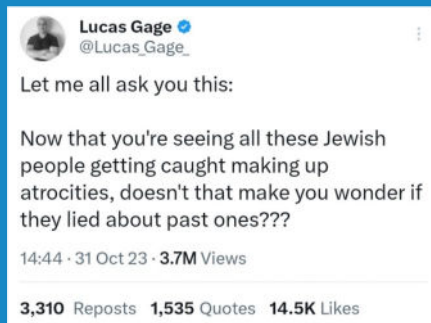 Lucas Gage
@Lucas_Gage_
Let me all ask you this:
Now that you're seeing all these Jewish
people getting caught making up
atrocities, doesn't that make you wonder if
they lied about past ones???
14:44 · 31 Oct 23 · 3.7M Views
3,310 Reposts 1,535 Quotes 14.5K Likes